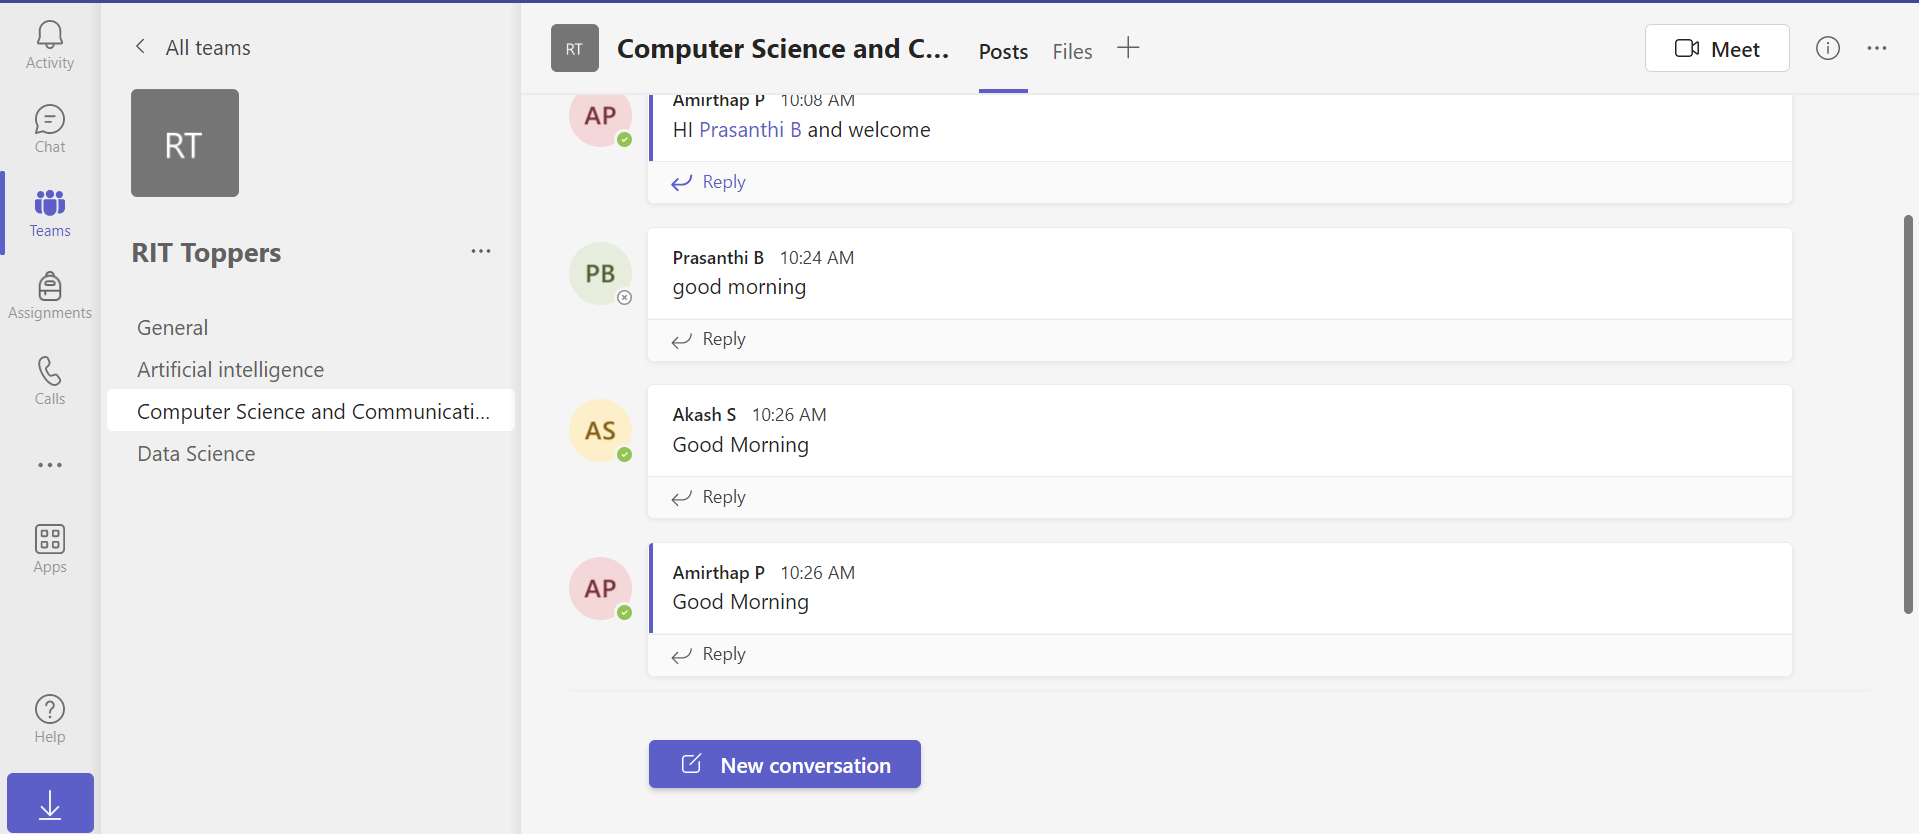 Activity
Chat
Teams
Assignments
Calls
Apps
Help
All teams
RT
RIT Toppers
General
Artificial intelligence
Computer Science and Communicati...
Data Science
RT
Computer Science and C...
Posts
Files
Meet
AP
Amirthap P 10:08 AM
HI Prasanthi B and welcome
Reply
PB
Prasanthi B 10:24 AM
good morning
Reply
AS
Akash S 10:26 AM
Good Morning
Reply
AP
Amirthap P 10:26 AM
Good Morning
Reply
New conversation